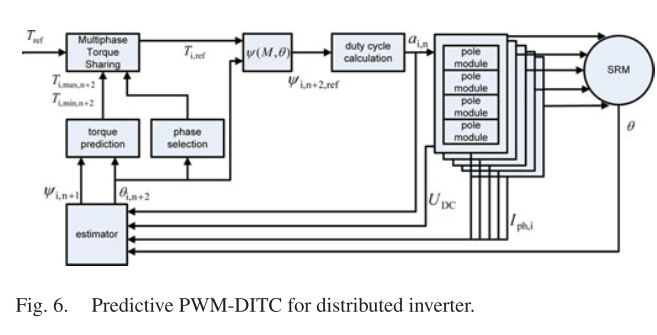 T_ref
Multiphase
Torque
Sharing
T_i,ref
ψ(M,θ)
ψ_i,n+2,ref
duty cycle
calculation
a_i,n
pole
module
pole
module
pole
module
pole
module
SRM
θ
T_i,max,n+2
T_i,min,n+2
torque
prediction
phase
selection
ψ_i,n+1
θ_i,n+2
estimator
U_DC
I_ph,i
Fig. 6. Predictive PWM-DITC for distributed inverter.